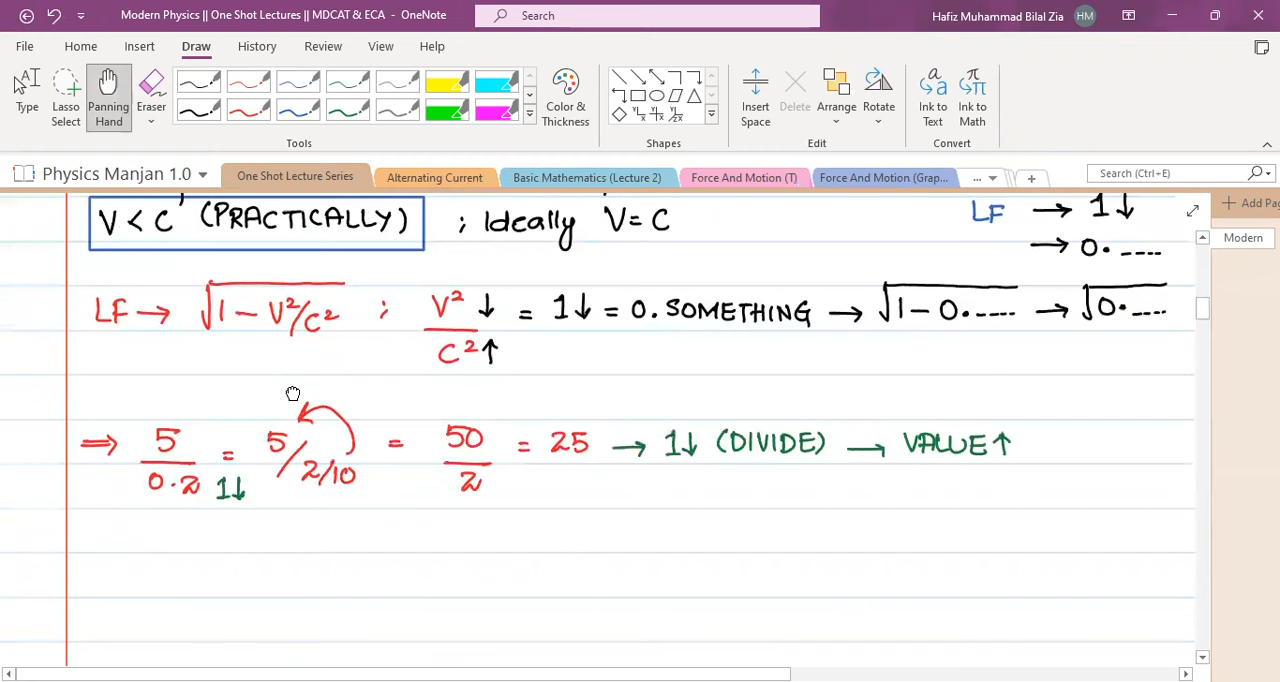 Modern Physics || One Shot Lectures || MDCAT & ECA - OneNote
Search
Hafiz Muhammad Bilal Zia HM
File Home Insert Draw History Review View Help
Type Lasso Select Panning Hand Eraser Color & Thickness Insert Space Delete Arrange Rotate Ink to Text Ink to Math
Tools Shapes Edit Convert
Physics Manjan 1.0 One Shot Lecture Series Alternating Current Basic Mathematics (Lecture 2) Force And Motion (T) Force And Motion (Grap... ... Search (Ctrl+E)
Add Pag
Modern
V < C (PRACTICALLY) ; Ideally V = C
LF → 1↓
→ 0. ----
LF → √1 - V²/C² ; V²↓/C²↑ = 1↓ = 0.SOMETHING → √1 - 0.----- → √0.----
⇒ 5/0.2 = 5/2/10 = 50/2 = 25 → 1↓ (DIVIDE) → VALUE↑
1↓